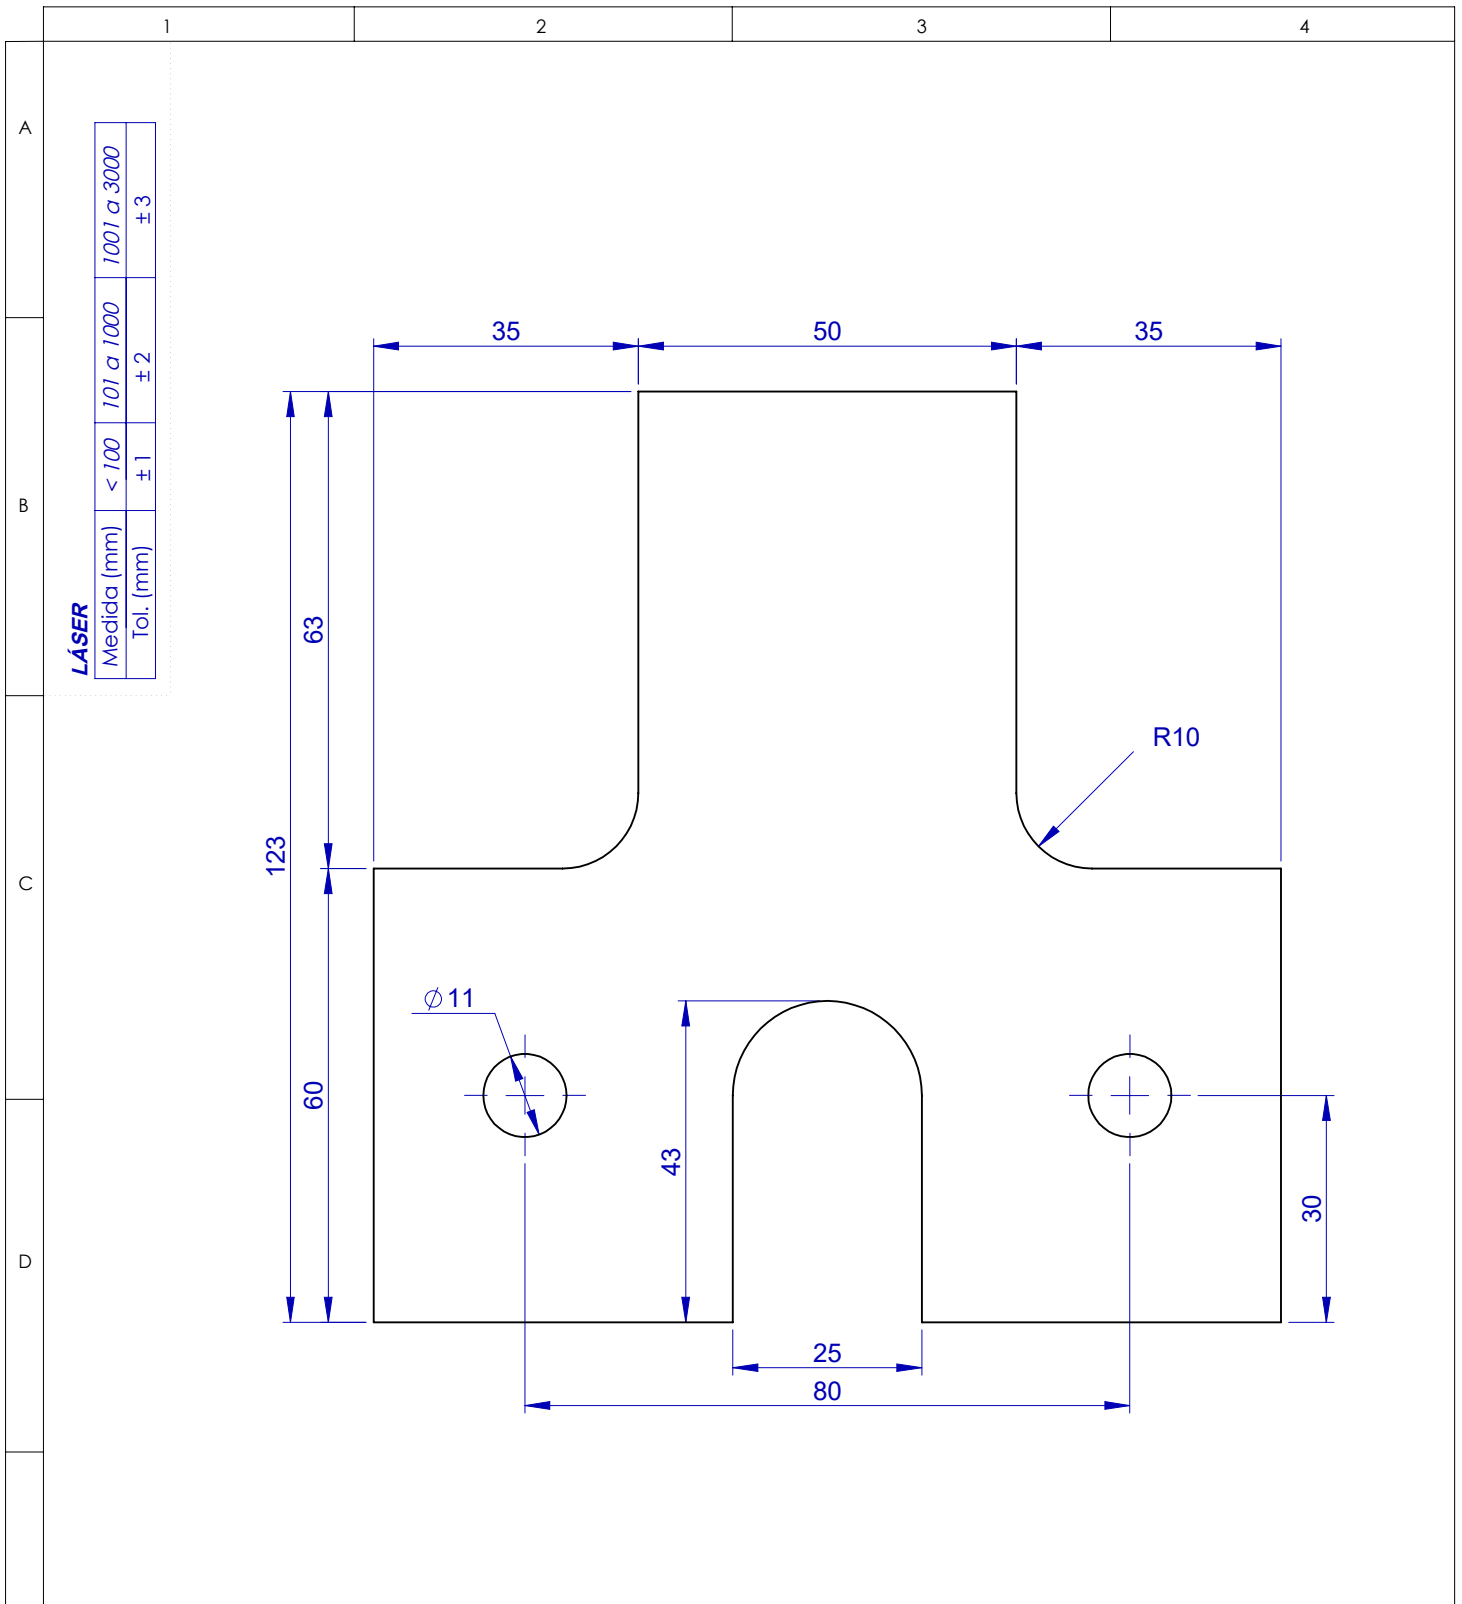 1 2 3 4
A
B
C
D
LÁSER
Medida (mm) < 100 101 a 1000 1001 a 3000
Tol. (mm) ± 1 ± 2 ± 3
35 50 35
63
R10
123
∅11
60
43
30
25
80